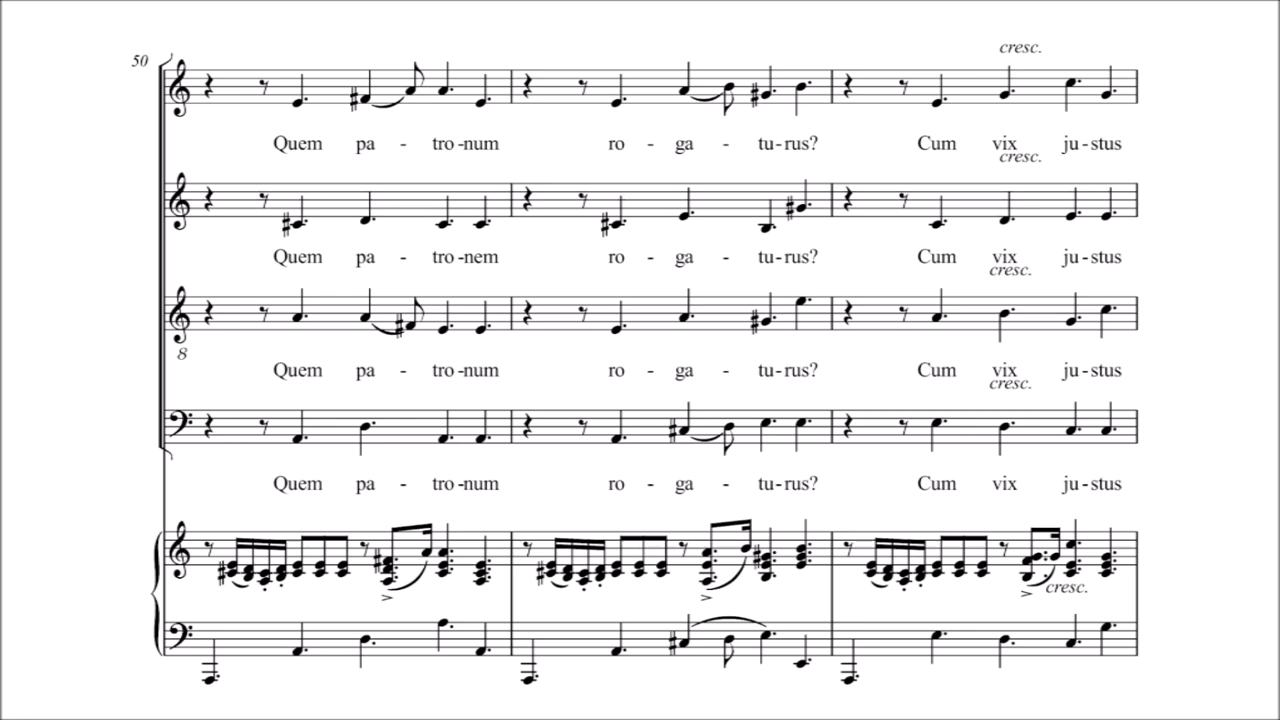 50
cresc.
Quem pa - tro - num ro - ga - tu - rus? Cum vix ju - stus
cresc.
Quem pa - tro - nem ro - ga - tu - rus? Cum vix ju - stus
cresc.
8
Quem pa - tro - num ro - ga - tu - rus? Cum vix ju - stus
cresc.
Quem pa - tro - num ro - ga - tu - rus? Cum vix ju - stus
cresc.